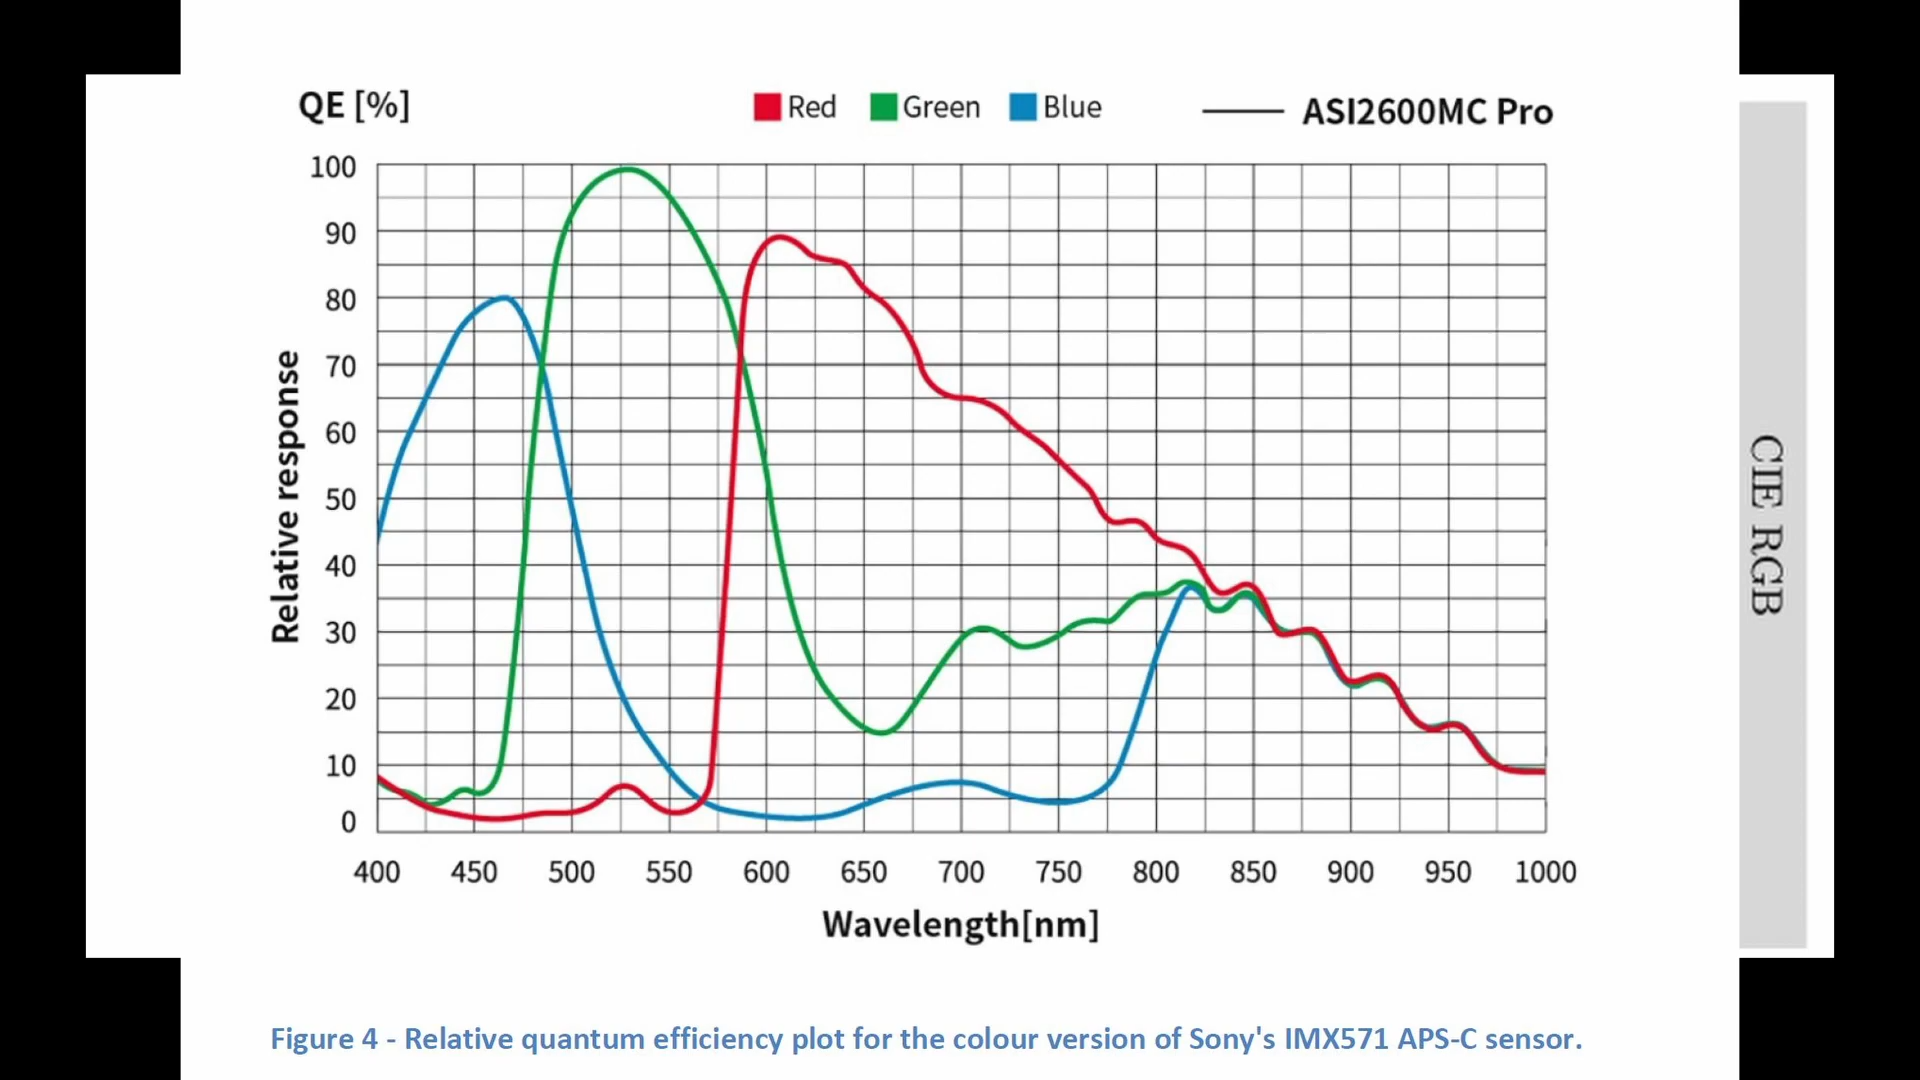 QE [%]
Red Green Blue ASI2600MC Pro
100
90
80
70
60
50
40
30
20
10
0
Relative response
400 450 500 550 600 650 700 750 800 850 900 950 1000
Wavelength[nm]
CIE RGB
Figure 4 - Relative quantum efficiency plot for the colour version of Sony's IMX571 APS-C sensor.